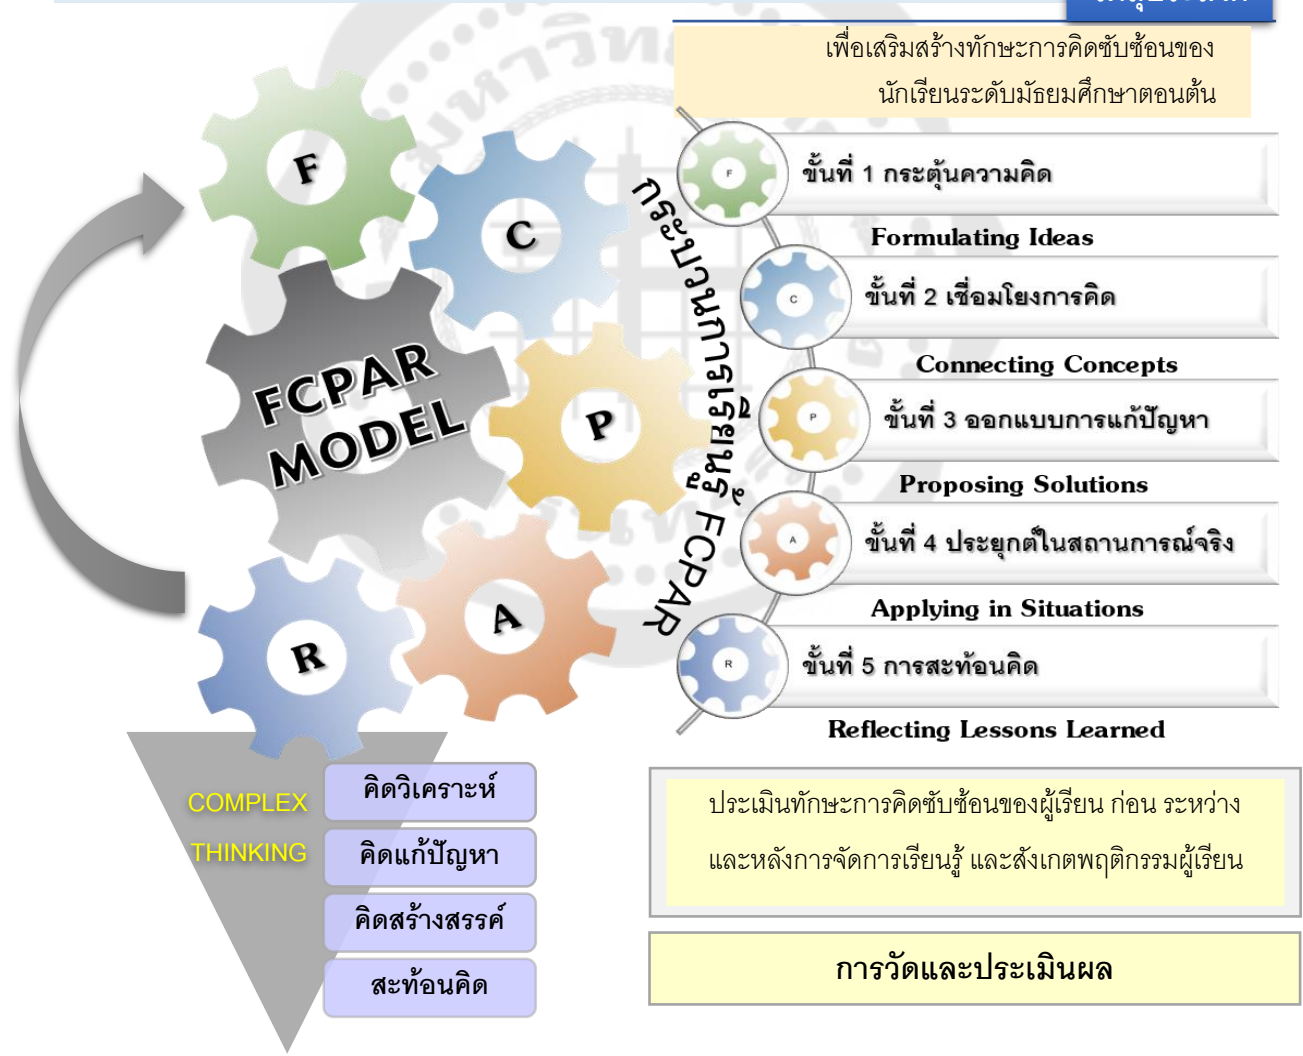 เพื่อเสริมสร้างทักษะการคิดซับซ้อนของ
นักเรียนระดับมัธยมศึกษาตอนต้น
F
C
FCPAR
MODEL
P
A
R
กระบวนการเรียนรู้ FCPAR
F
ขั้นที่ 1 กระตุ้นความคิด
Formulating Ideas
C
ขั้นที่ 2 เชื่อมโยงการคิด
Connecting Concepts
P
ขั้นที่ 3 ออกแบบการแก้ปัญหา
Proposing Solutions
A
ขั้นที่ 4 ประยุกต์ในสถานการณ์จริง
Applying in Situations
R
ขั้นที่ 5 การสะท้อนคิด
Reflecting Lessons Learned
COMPLEX
THINKING
คิดวิเคราะห์
คิดแก้ปัญหา
คิดสร้างสรรค์
สะท้อนคิด
ประเมินทักษะการคิดซับซ้อนของผู้เรียน ก่อน ระหว่าง
และหลังการจัดการเรียนรู้ และสังเกตพฤติกรรมผู้เรียน
การวัดและประเมินผล